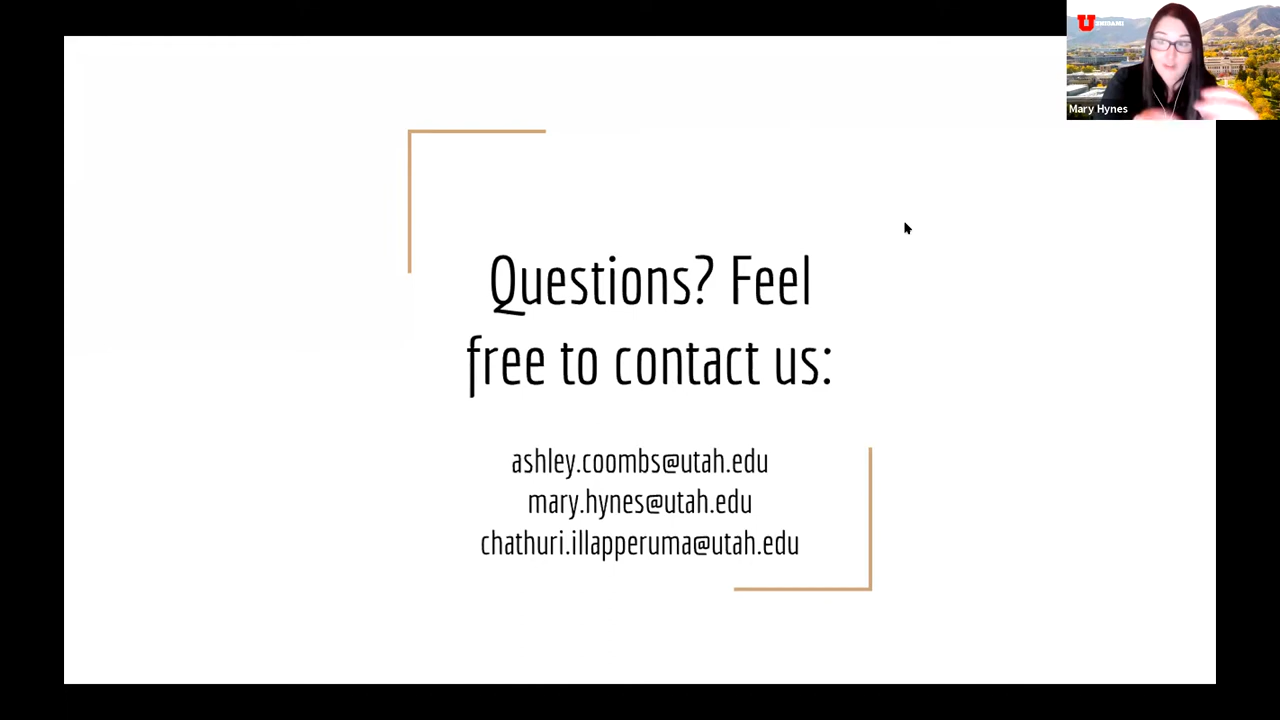 U
Mary Hynes
Questions? Feel
free to contact us:
ashley.coombs@utah.edu
mary.hynes@utah.edu
chathuri.illapperuma@utah.edu